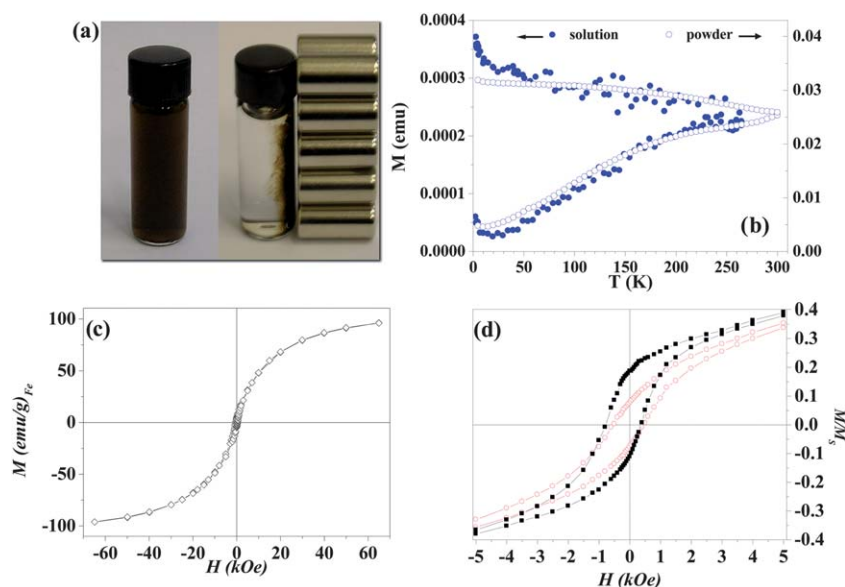 (a)
0.0004
0.0003
0.0002
0.0001
0.0000
M (emu)
solution
powder
0.04
0.03
0.02
0.01
0.00
(b)
0 50 100 150 200 250 300
T (K)
(c)
100
50
0
-50
-100
M (emu/g)Fe
-60 -40 -20 0 20 40 60
H (kOe)
(d)
0.4
0.3
0.2
0.1
0.0
-0.1
-0.2
-0.3
-0.4
M/Ms
-5 -4 -3 -2 -1 0 1 2 3 4 5
H (kOe)